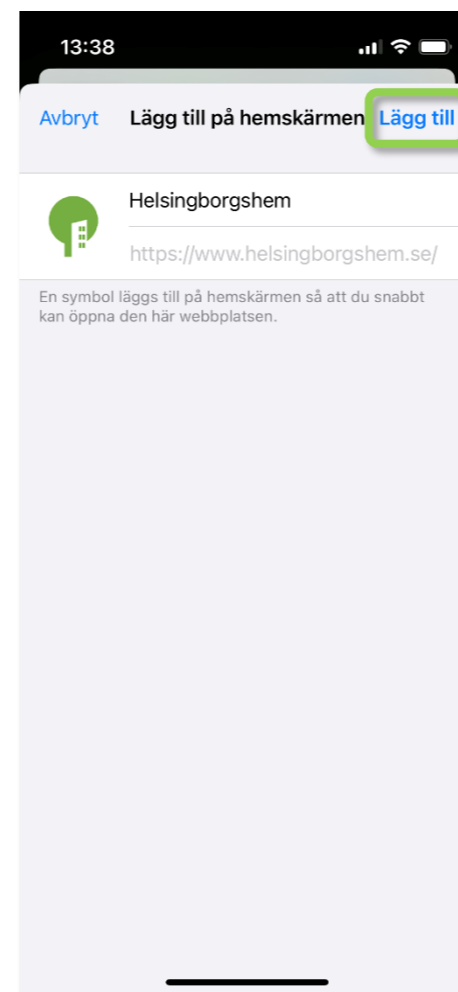 13:38
Avbryt Lägg till på hemskärmen Lägg till
Helsingborgshem
https://www.helsingborgshem.se/
En symbol läggs till på hemskärmen så att du snabbt
kan öppna den här webbplatsen.